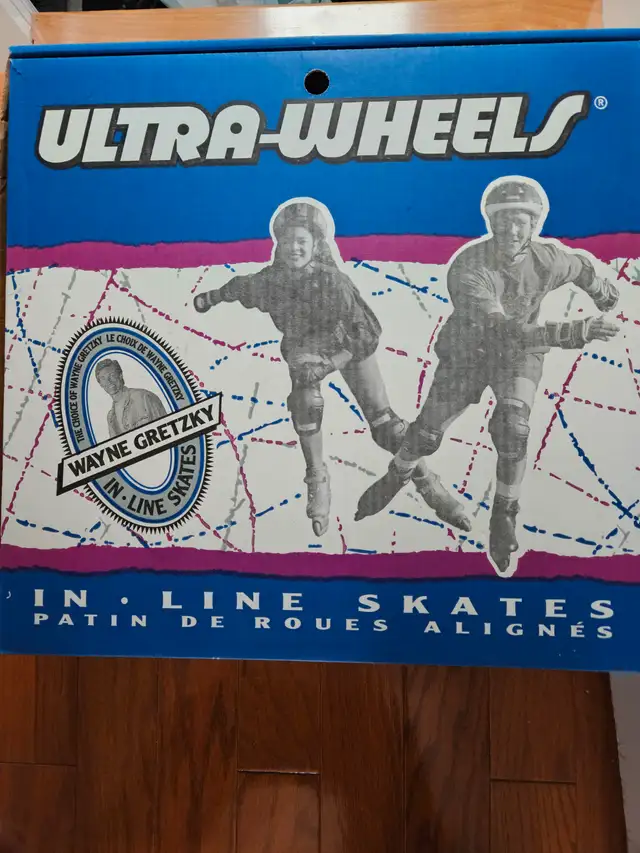 ULTRA-WHEELS®
THE CHOICE OF WAYNE GRETZKY LE CHOIX DE WAYNE GRETZKY
WAYNE GRETZKY
IN·LINE SKATES
IN · LINE SKATES
PATIN DE ROUES ALIGNÉS